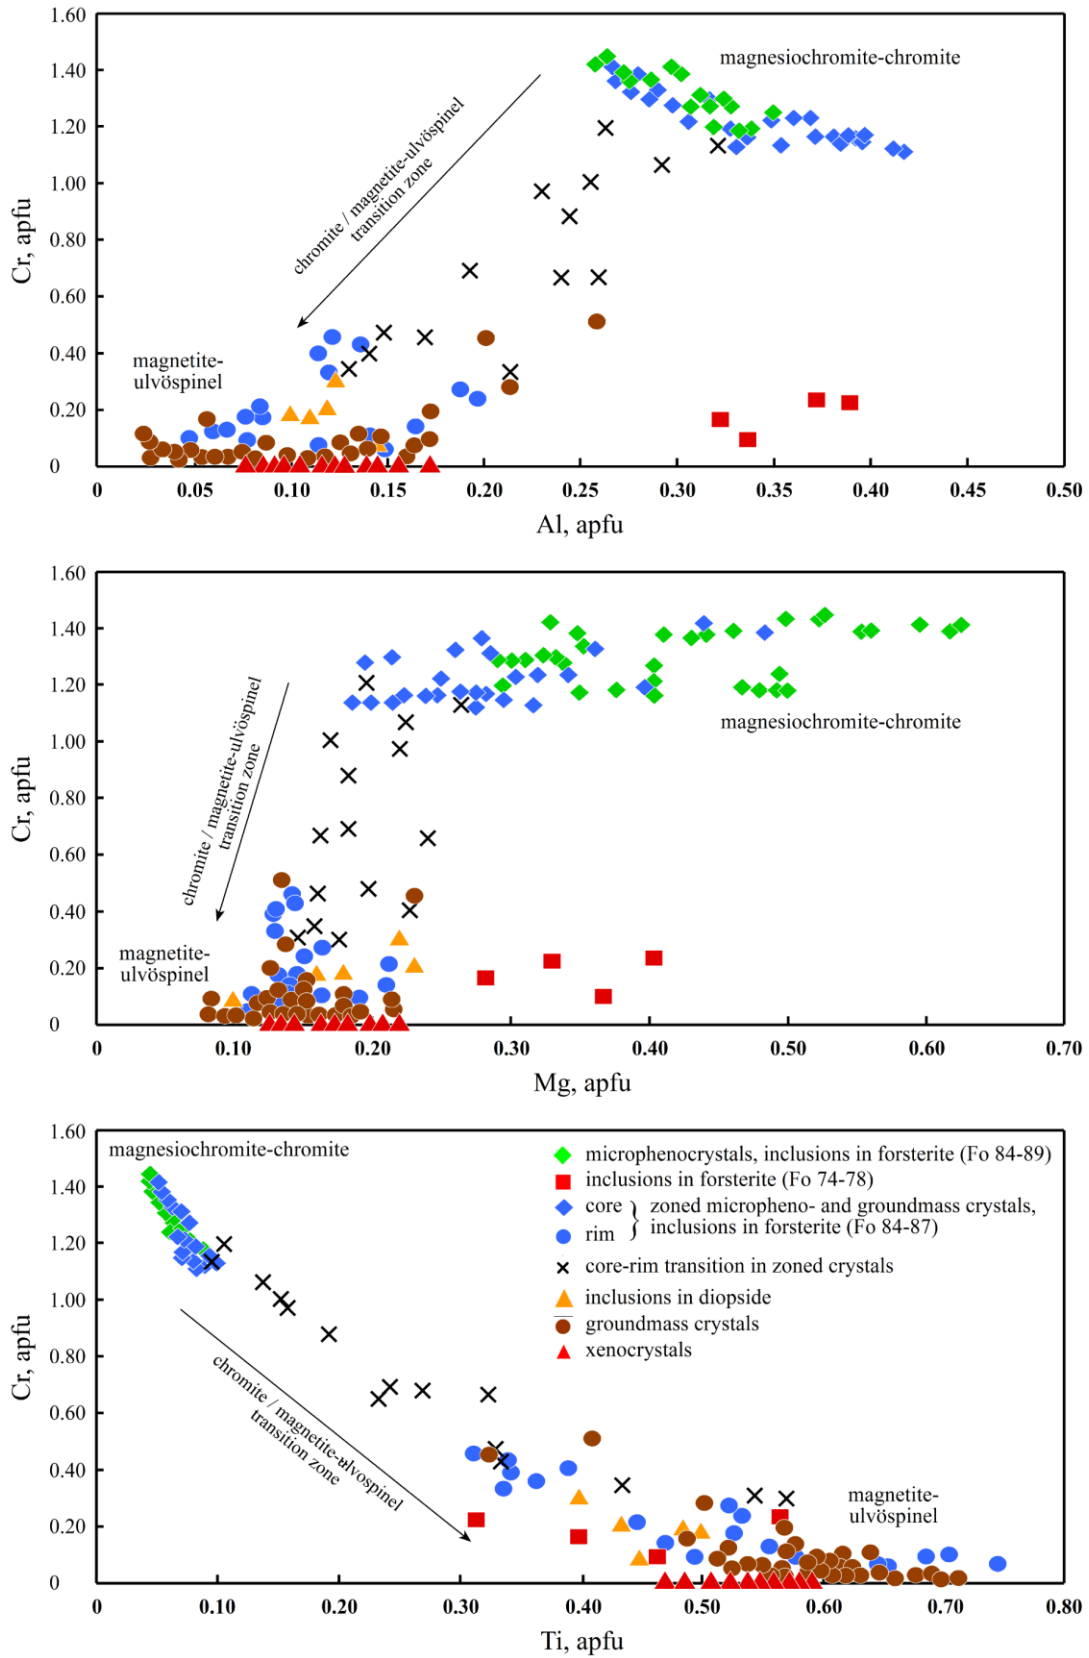 1.60
1.40
1.20
1.00
0.80
0.60
0.40
0.20
0
Cr, apfu
magnesiochromite-chromite
chromite / magnetite-ulvöspinel
transition zone
magnetite-
ulvöspinel
0 0.05 0.10 0.15 0.20 0.25 0.30 0.35 0.40 0.45 0.50
Al, apfu
1.60
1.40
1.20
1.00
0.80
0.60
0.40
0.20
0
Cr, apfu
magnesiochromite-chromite
chromite / magnetite-ulvöspinel
transition zone
magnetite-
ulvöspinel
0 0.10 0.20 0.30 0.40 0.50 0.60 0.70
Mg, apfu
1.60
1.40
1.20
1.00
0.80
0.60
0.40
0.20
0
Cr, apfu
magnesiochromite-chromite
microphenocrystals, inclusions in forsterite (Fo 84-89)
inclusions in forsterite (Fo 74-78)
core } zoned micropheno- and groundmass crystals,
rim } inclusions in forsterite (Fo 84-87)
core-rim transition in zoned crystals
inclusions in diopside
groundmass crystals
xenocrystals
chromite / magnetite-ulvospinel
transition zone
magnetite-
ulvöspinel
0 0.10 0.20 0.30 0.40 0.50 0.60 0.70 0.80
Ti, apfu